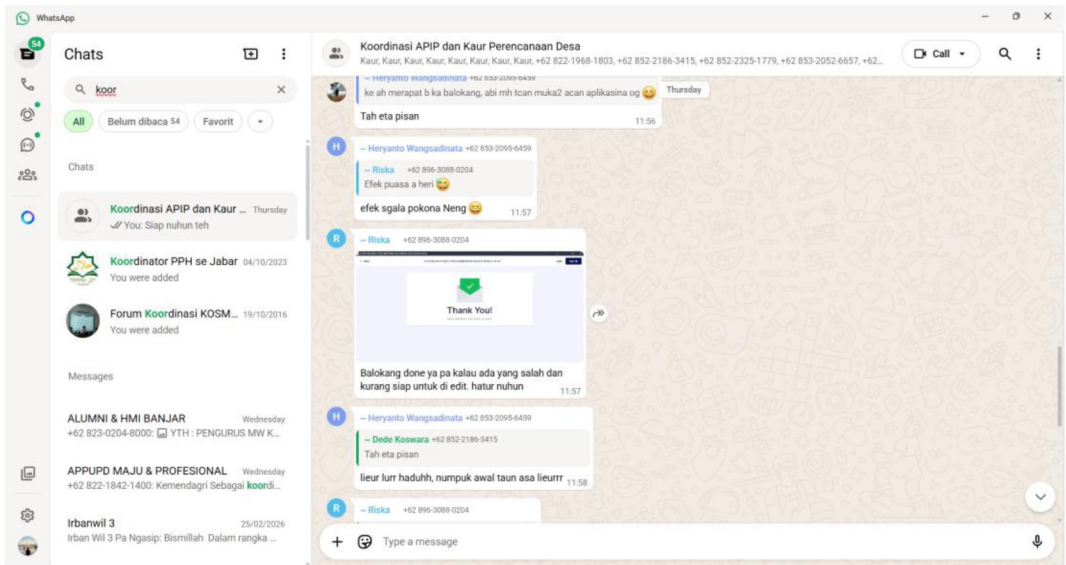 WhatsApp
54
Chats
koor
All
Belum dibaca 54
Favorit
Chats
Koordinasi APIP dan Kaur ...
Thursday
You: Siap nuhun teh
Koordinator PPH se Jabar
04/10/2023
You were added
Forum Koordinasi KOSM...
19/10/2016
You were added
Messages
ALUMNI & HMI BANJAR
Wednesday
+62 823-0204-8000: YTH : PENGURUS MW K...
APPUPD MAJU & PROFESIONAL
Wednesday
+62 822-1842-1400: Kemendagri Sebagai koordi...
Irbanwil 3
25/02/2026
Irban Wil 3 Pa Ngasip: Bismillah Dalam rangka ...
Koordinasi APIP dan Kaur Perencanaan Desa
Kaur, Kaur, Kaur, Kaur, Kaur, Kaur, Kaur, Kaur, +62 822-1968-1803, +62 852-2186-3415, +62 852-2325-1779, +62 853-2052-6657, +62...
Call
~ Heryanto Wangsadinata +62 853-2095-6459
ke ah merapat b ka balokang, abi mh tcan muka2 acan aplikasina og 😆
Thursday
Tah eta pisan
11:56
H
~ Heryanto Wangsadinata +62 853-2095-6459
~ Riska +62 896-3088-0204
Efek puasa a heri 😅
efek sgala pokona Neng 😄
11:57
R
~ Riska +62 896-3088-0204
Thank You!
Balokang done ya pa kalau ada yang salah dan
kurang siap untuk di edit. hatur nuhun
11:57
H
~ Heryanto Wangsadinata +62 853-2095-6459
~ Dede Koswara +62 852-2186-3415
Tah eta pisan
lieur lurr haduhh, numpuk awal taun asa lieurrr
11:58
R
~ Riska +62 896-3088-0204
Type a message